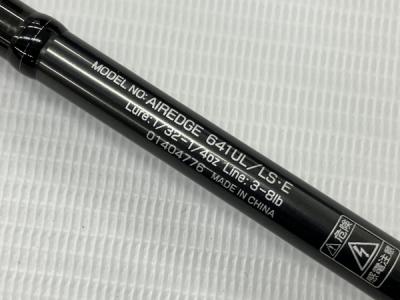 MODEL NO:AIREDGE 641UL/LS・E
Lure:1/32-1/4oz Line: 3-8lb
01404776 MADE IN CHINA
危険
感電注意